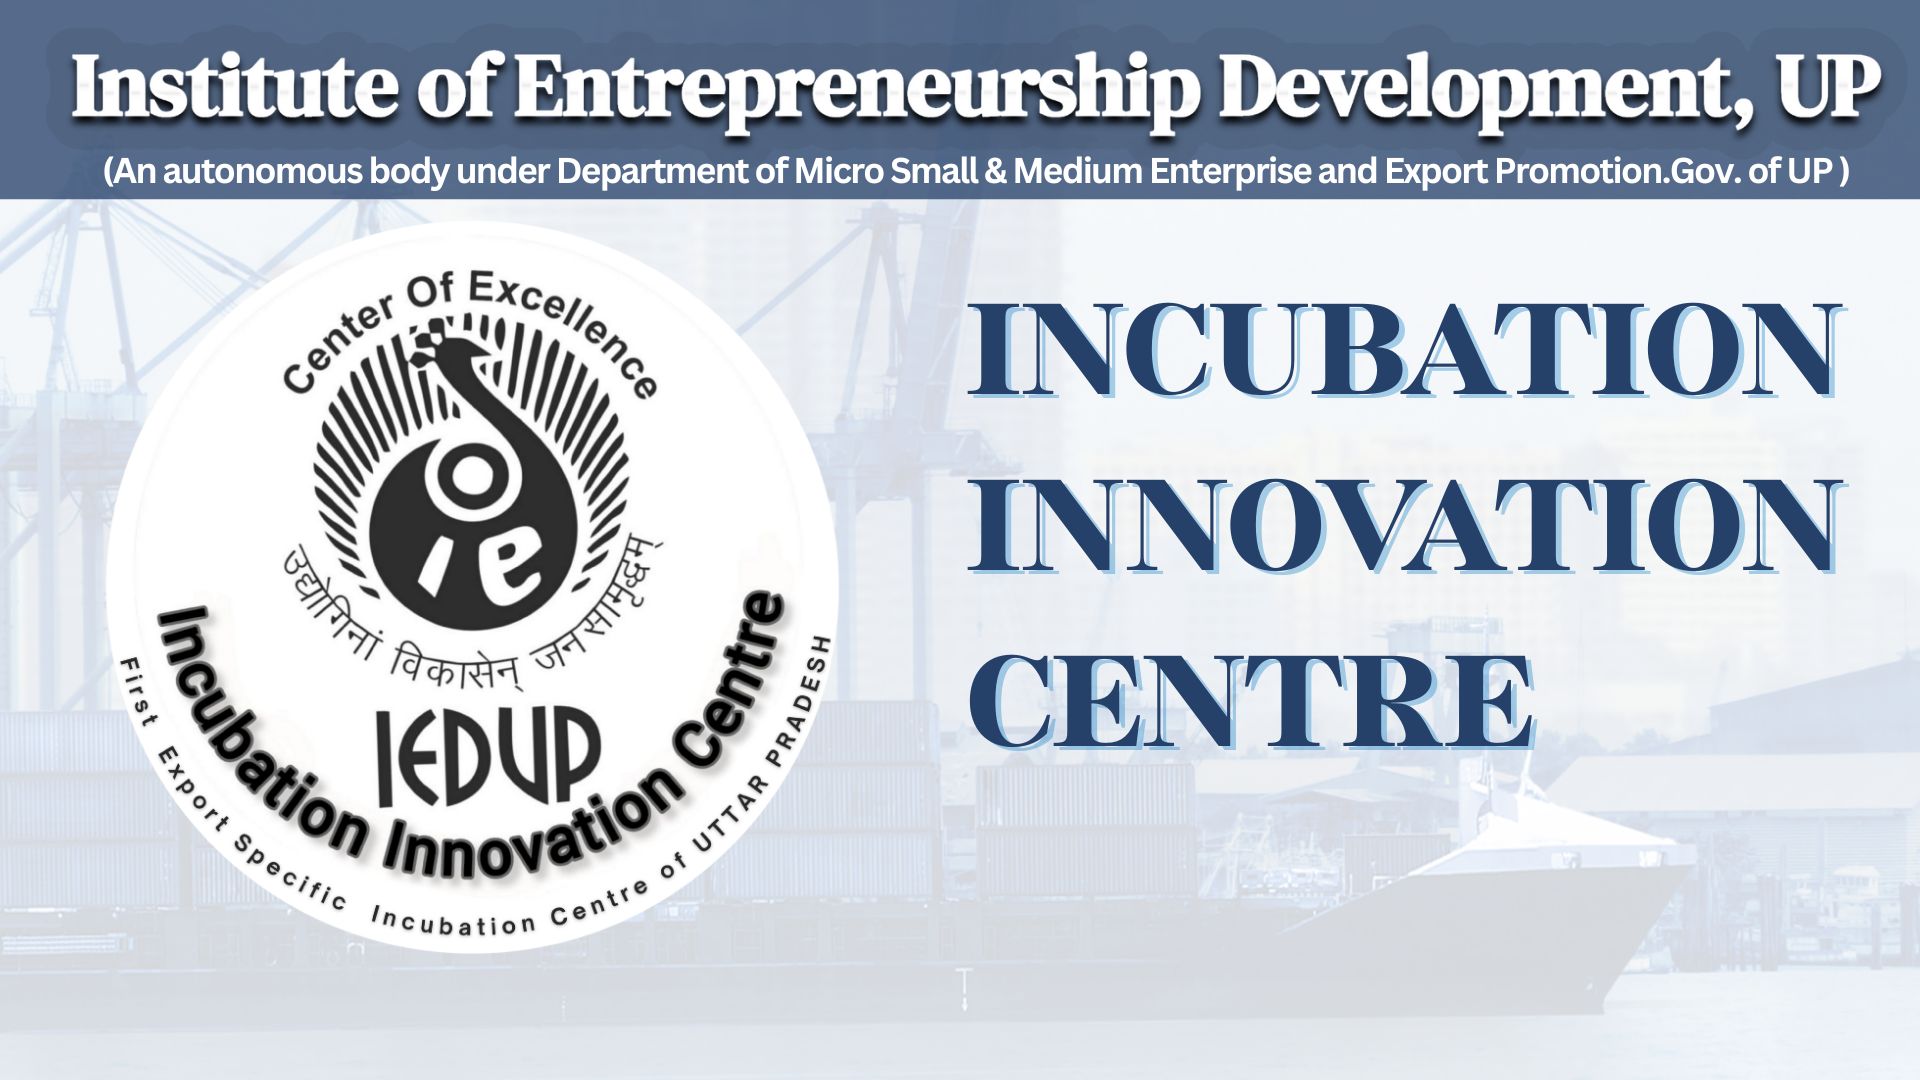 Institute of Entrepreneurship Development, UP
(An autonomous body under Department of Micro Small & Medium Enterprise and Export Promotion.Gov. of UP )
Center Of Excellence
ie
उद्योगिनां विकासेन् जन सामृद्धम्
IEDUP
Incubation Innovation Centre
First Export Specific Incubation Centre of UTTAR PRADESH
INCUBATION
INNOVATION
CENTRE